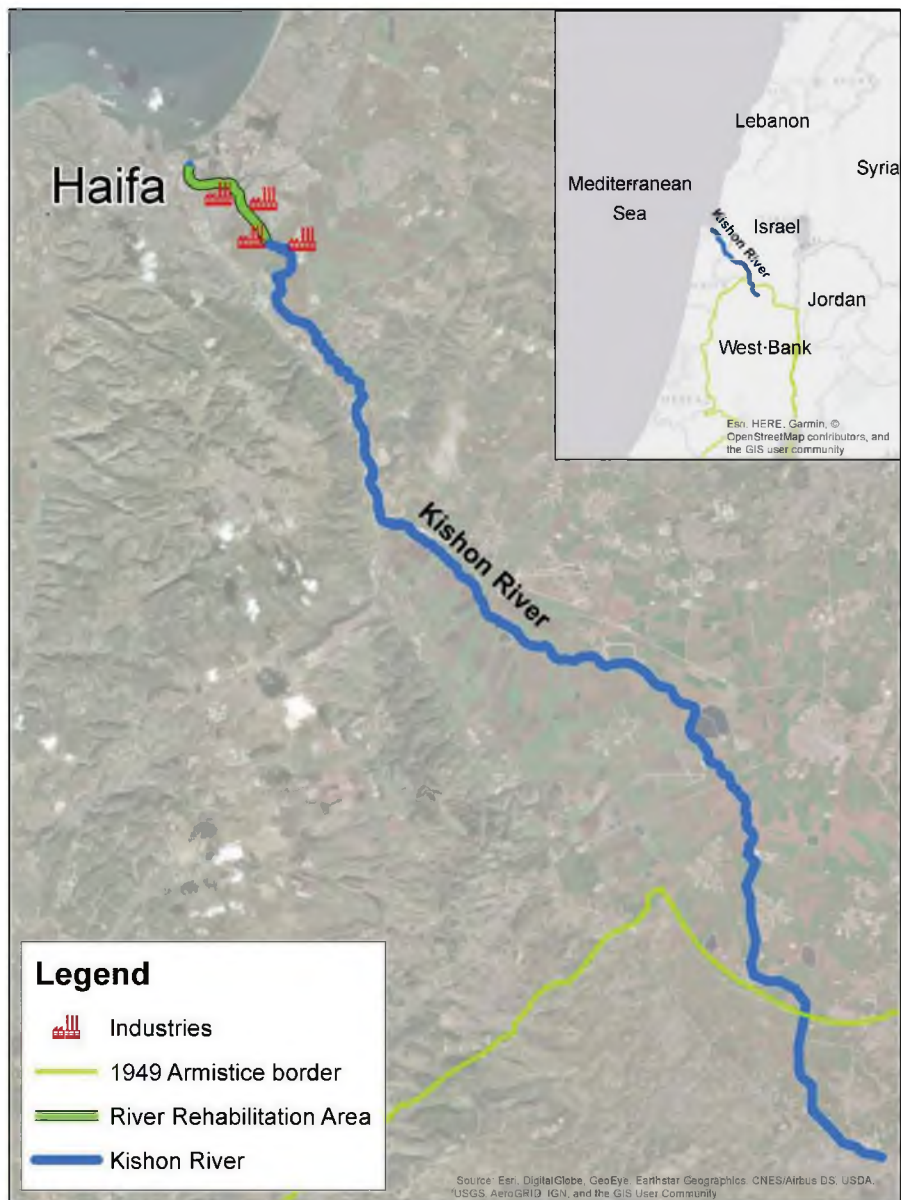 Haifa
Kishon River
Lebanon
Syria
Mediterranean
Sea
Kishon River
Israel
Jordan
West-Bank
Esri, HERE, Garmin, ©
OpenStreetMap contributors, and
the GIS user community
Legend
Industries
1949 Armistice border
River Rehabilitation Area
Kishon River
Source: Esri, DigitalGlobe, GeoEye, Earthstar Geographics, CNES/Airbus DS, USDA,
USGS, AeroGRID, IGN, and the GIS User Community